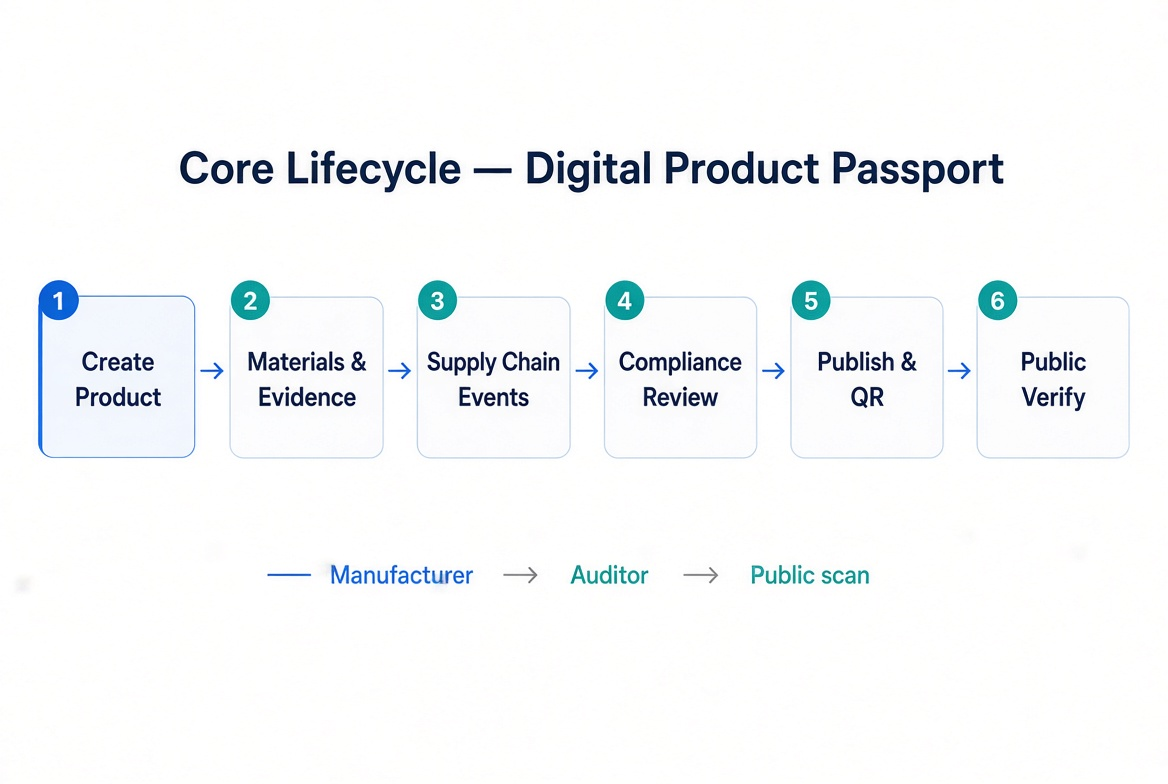 Core Lifecycle — Digital Product Passport
1
Create
Product
2
Materials &
Evidence
3
Supply Chain
Events
4
Compliance
Review
5
Publish &
QR
6
Public
Verify
Manufacturer → Auditor → Public scan